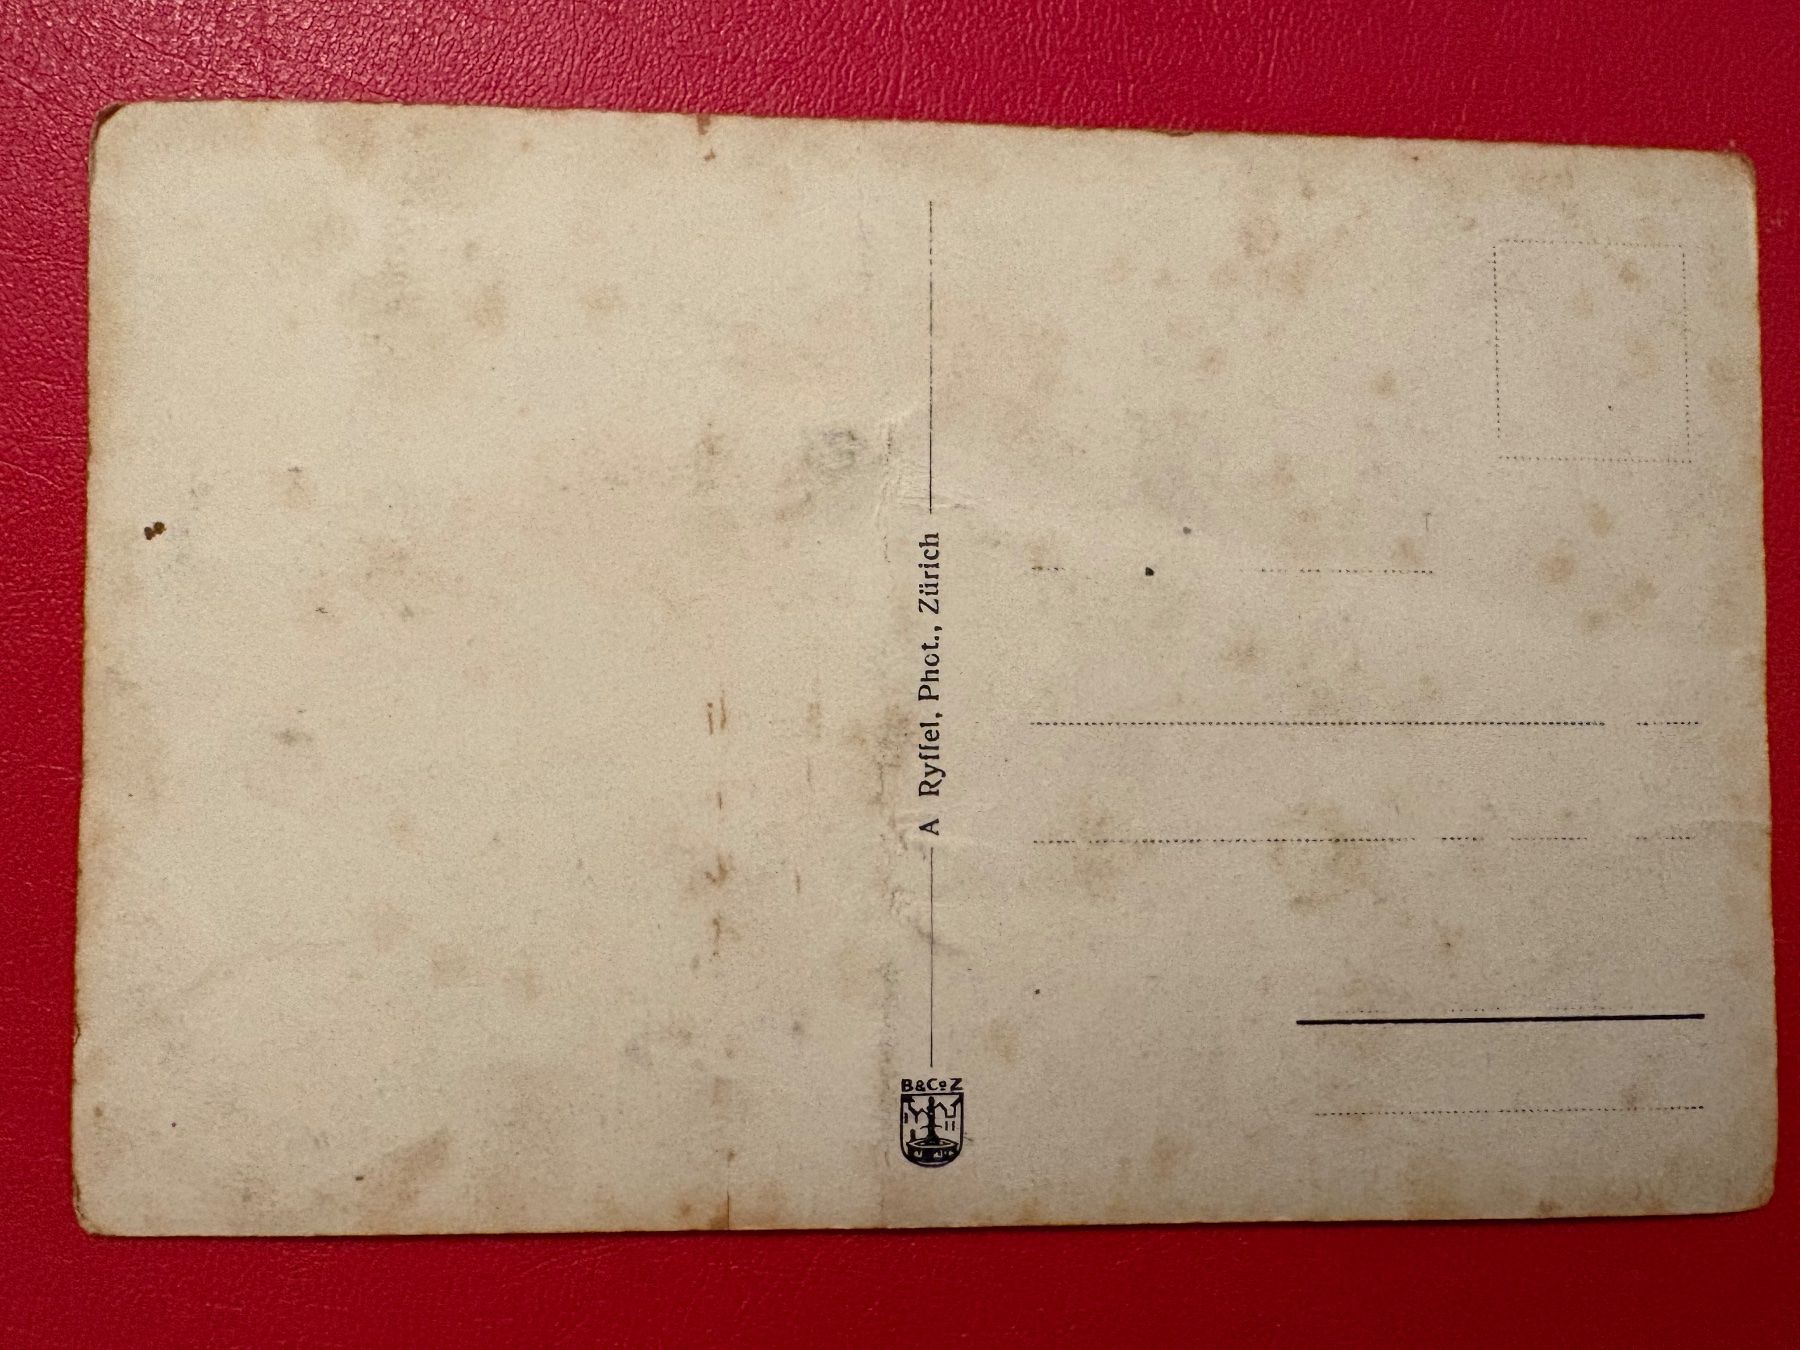 A Ryffel, Phot., Zürich
B&Co Z